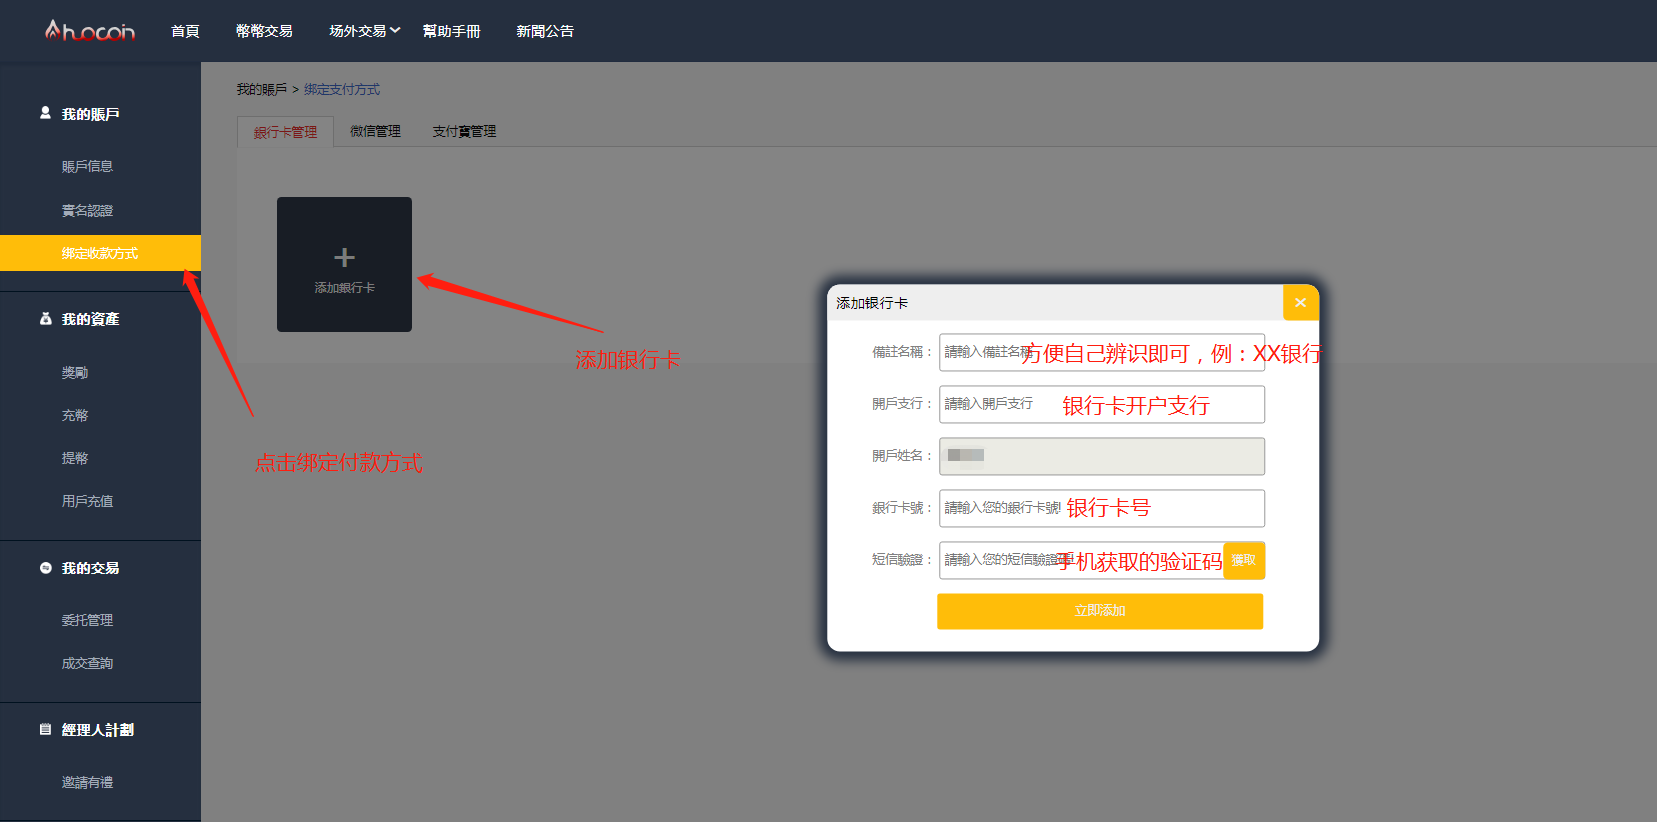 Ahuocoin
首頁
幣幣交易
场外交易
幫助手冊
新聞公告
我的賬戶
賬戶信息
實名認證
綁定收款方式
我的資產
獎勵
充幣
提幣
用戶充值
我的交易
委托管理
成交查詢
經理人計劃
邀請有禮
我的賬戶 > 绑定支付方式
銀行卡管理
微信管理
支付寶管理
添加銀行卡
添加银行卡
点击绑定付款方式
添加银行卡
備註名稱：
請輸入備註名稱
方便自己辨识即可，例：XX银行
開戶支行：
請輸入開戶支行
银行卡开户支行
開戶姓名：
銀行卡號：
請輸入您的銀行卡號!
银行卡号
短信驗證：
請輸入您的短信驗證
手机获取的验证码
獲取
立即添加